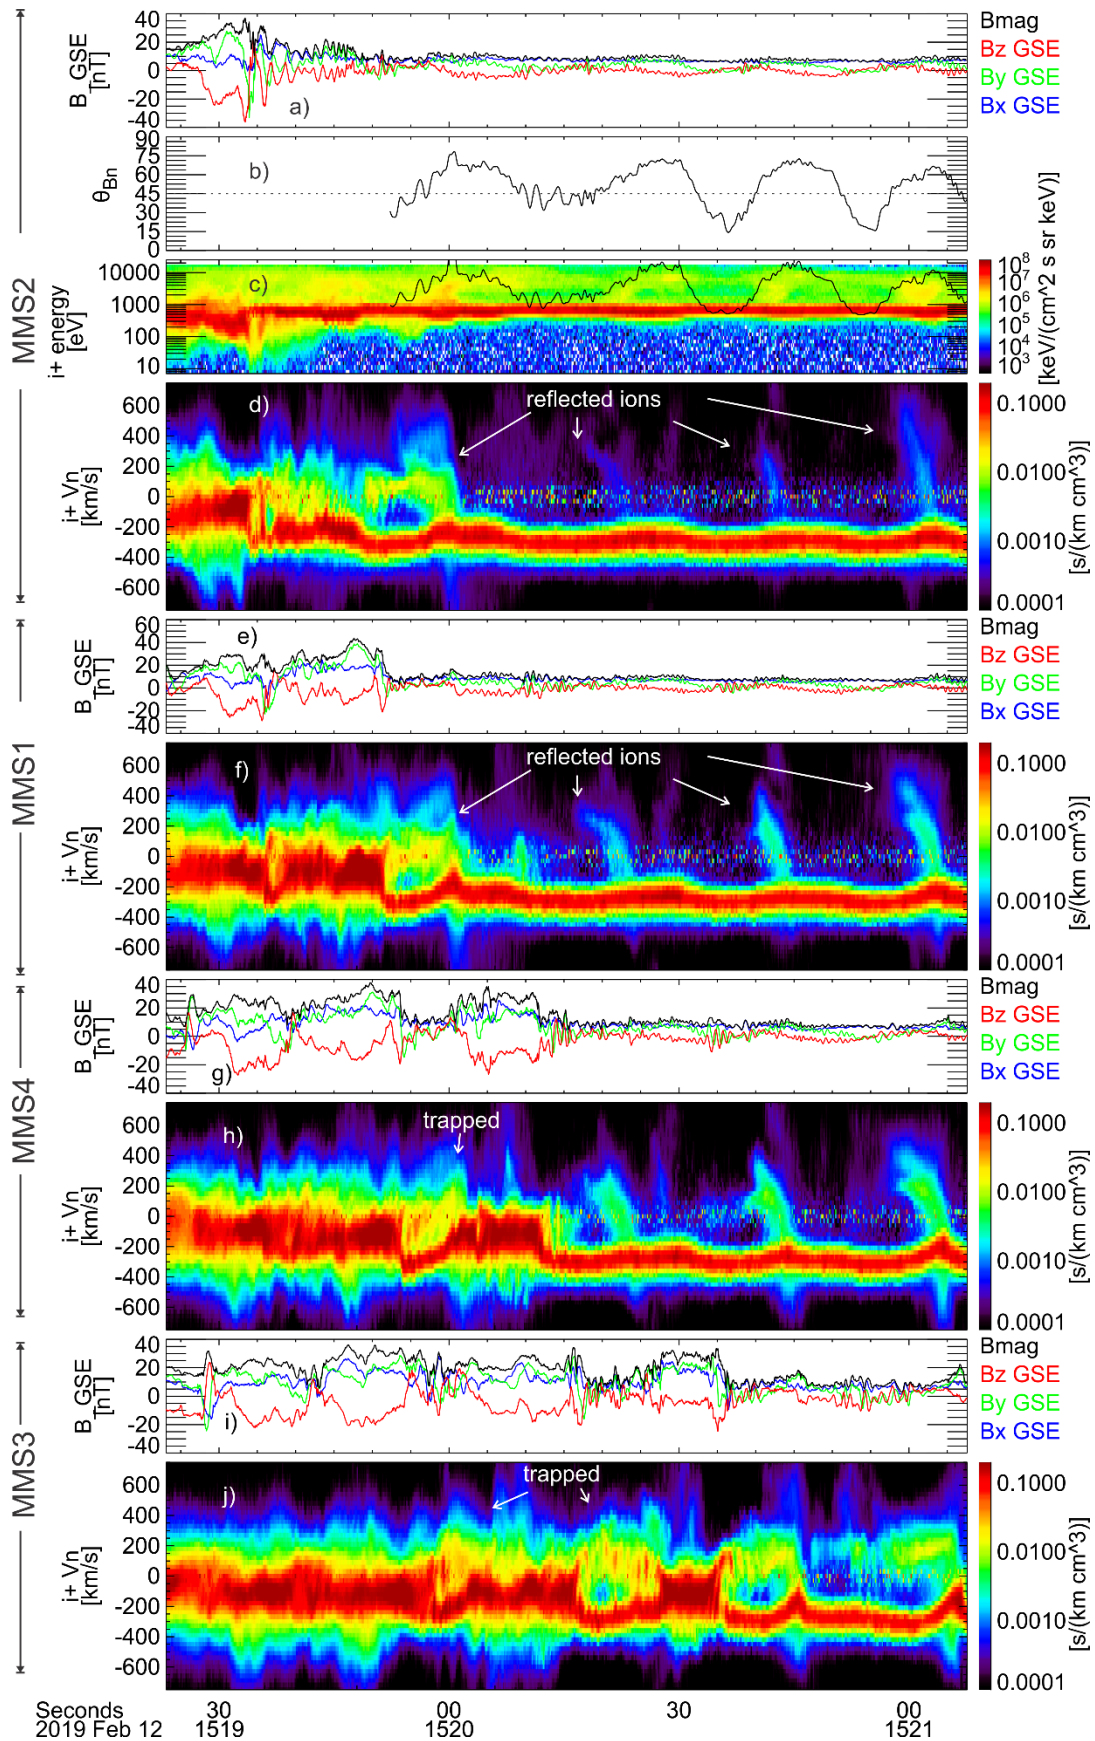 MMS2
40
20
0
-20
-40
B GSE
[nT]
a)
Bmag
Bz GSE
By GSE
Bx GSE
90
75
60
45
30
15
0
θBn
b)
10000
1000
100
10
i+ energy
[eV]
c)
10^8
10^7
10^6
10^5
10^4
10^3
[keV/(cm^2 s sr keV)]
600
400
200
0
-200
-400
-600
i+ Vn
[km/s]
d)
reflected ions
0.1000
0.0100
0.0010
0.0001
[s/(km cm^3)]
MMS1
60
40
20
0
-20
-40
B GSE
[nT]
e)
Bmag
Bz GSE
By GSE
Bx GSE
600
400
200
0
-200
-400
-600
i+ Vn
[km/s]
f)
reflected ions
0.1000
0.0100
0.0010
0.0001
[s/(km cm^3)]
MMS4
40
20
0
-20
-40
B GSE
[nT]
g)
Bmag
Bz GSE
By GSE
Bx GSE
600
400
200
0
-200
-400
-600
i+ Vn
[km/s]
h)
trapped
0.1000
0.0100
0.0010
0.0001
[s/(km cm^3)]
MMS3
40
20
0
-20
-40
B GSE
[nT]
i)
Bmag
Bz GSE
By GSE
Bx GSE
600
400
200
0
-200
-400
-600
i+ Vn
[km/s]
j)
trapped
0.1000
0.0100
0.0010
0.0001
[s/(km cm^3)]
Seconds 30 00 30 00
2019 Feb 12 1519 1520 1521